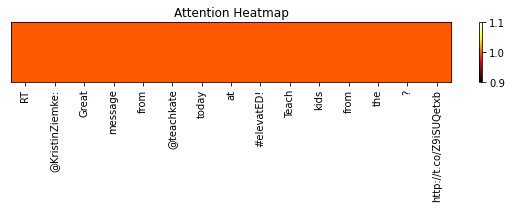 Attention Heatmap
1.1
1.0
0.9
RT
@KristinZiemke:
Great
message
from
@teachkate
today
at
#elevatED!
Teach
kids
from
the
?
http://t.co/Z9iSUQetxb